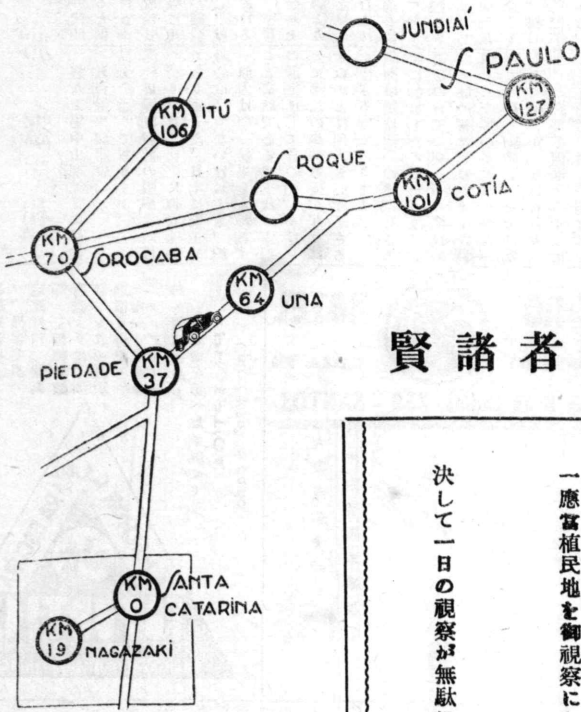 JUNDIAÍ
S PAULO
KM 127
KM 106
ITÚ
S ROQUE
KM 101
COTÍA
KM 70
SOROCABA
KM 64
UNA
PIEDADE
KM 37
賢諸者
一應當植民地を御視察に
決して一日の視察が無駄
KM 0
SANTA
CATARINA
KM 19
NAGAZAKI